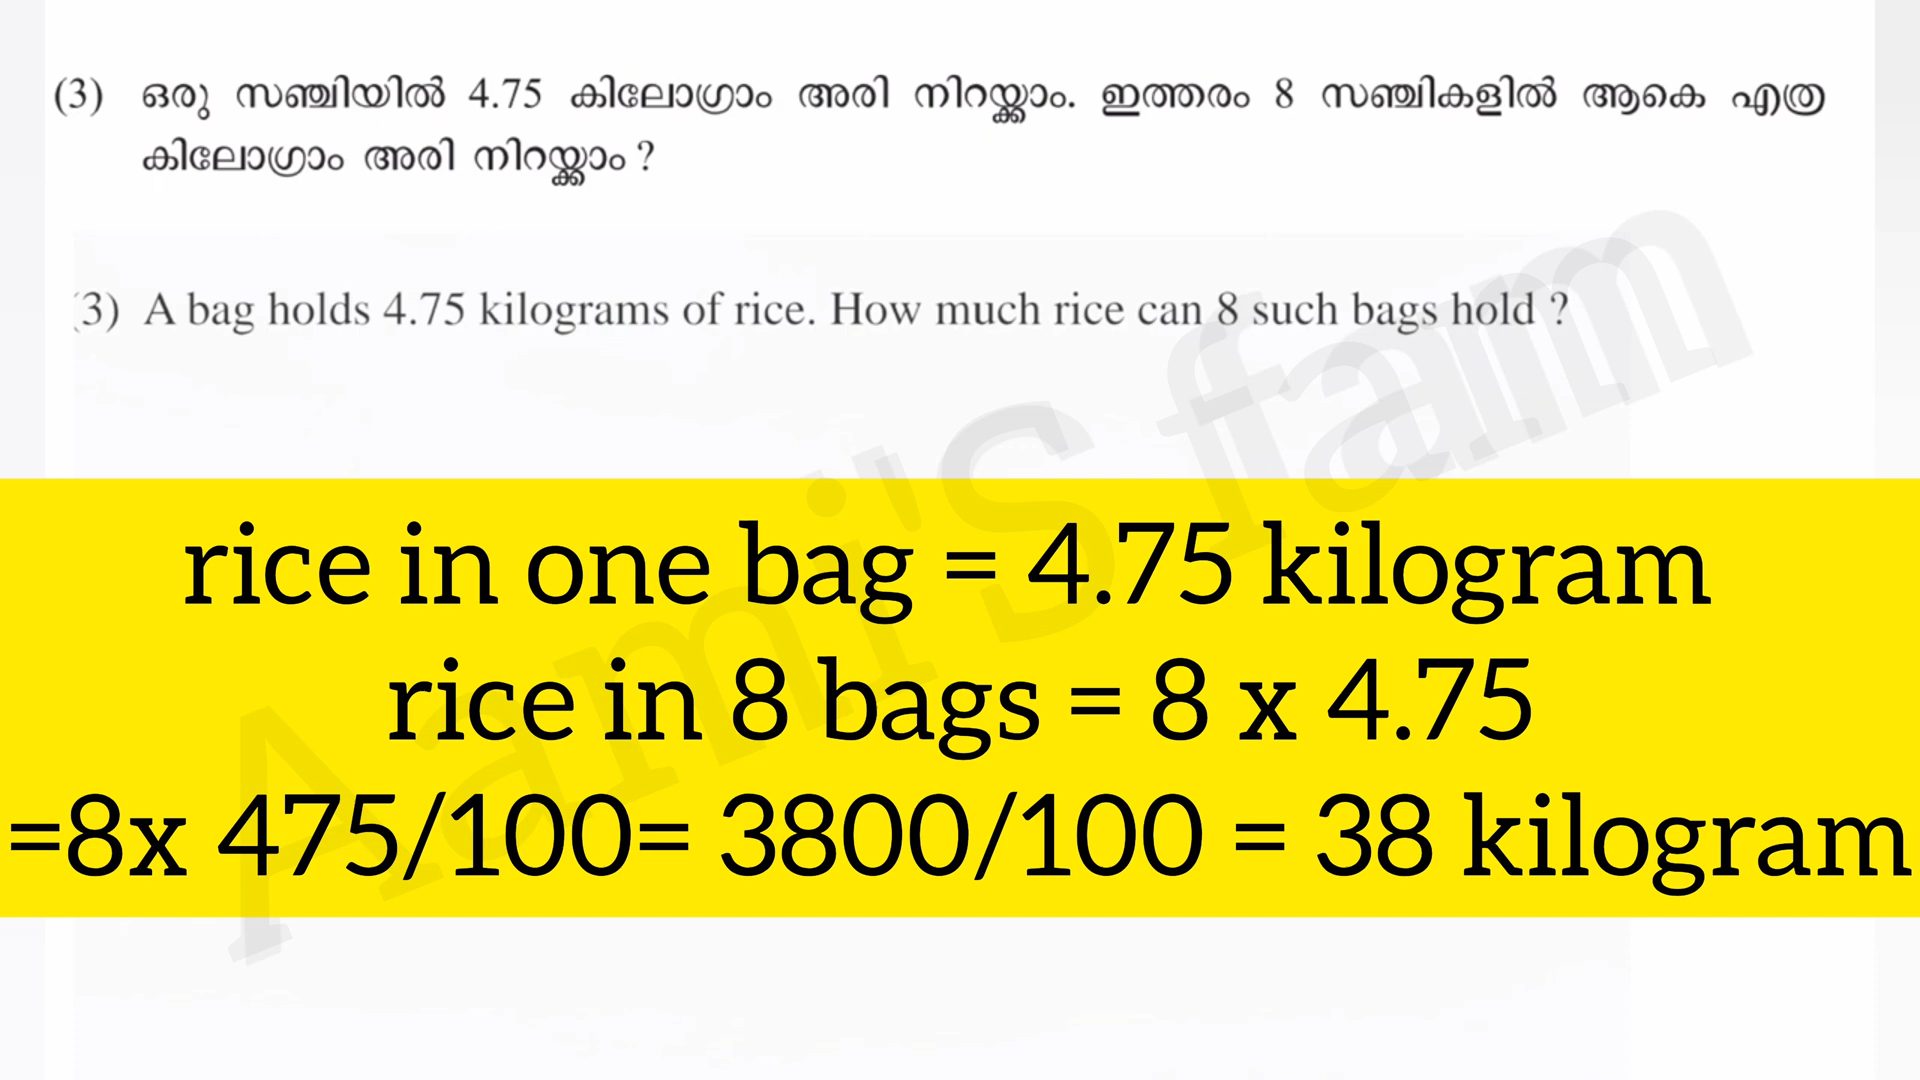 (3) ഒരു സഞ്ചിയിൽ 4.75 കിലോഗ്രാം അരി നിറയ്ക്കാം. ഇത്തരം 8 സഞ്ചികളിൽ ആകെ എത്ര
കിലോഗ്രാം അരി നിറയ്ക്കാം ?
(3) A bag holds 4.75 kilograms of rice. How much rice can 8 such bags hold ?
Aami's fam
rice in one bag = 4.75 kilogram
rice in 8 bags = 8 x 4.75
=8x 475/100= 3800/100 = 38 kilogram